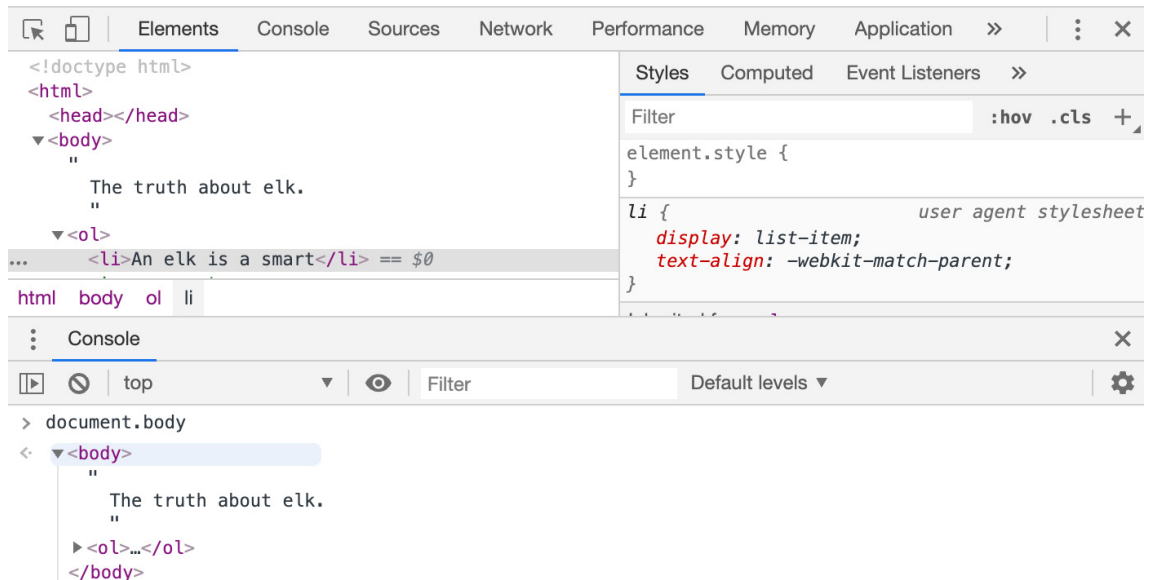 Elements Console Sources Network Performance Memory Application »
<!doctype html>
<html>
<head></head>
▼<body>
"
The truth about elk.
"
▼<ol>
... <li>An elk is a smart</li> == $0
html body ol li
Styles Computed Event Listeners »
Filter :hov .cls +
element.style {
}
li { user agent stylesheet
display: list-item;
text-align: -webkit-match-parent;
}
Console
top ▼ Filter Default levels ▼
> document.body
▼<body>
"
The truth about elk.
"
▶<ol>…</ol>
</body>